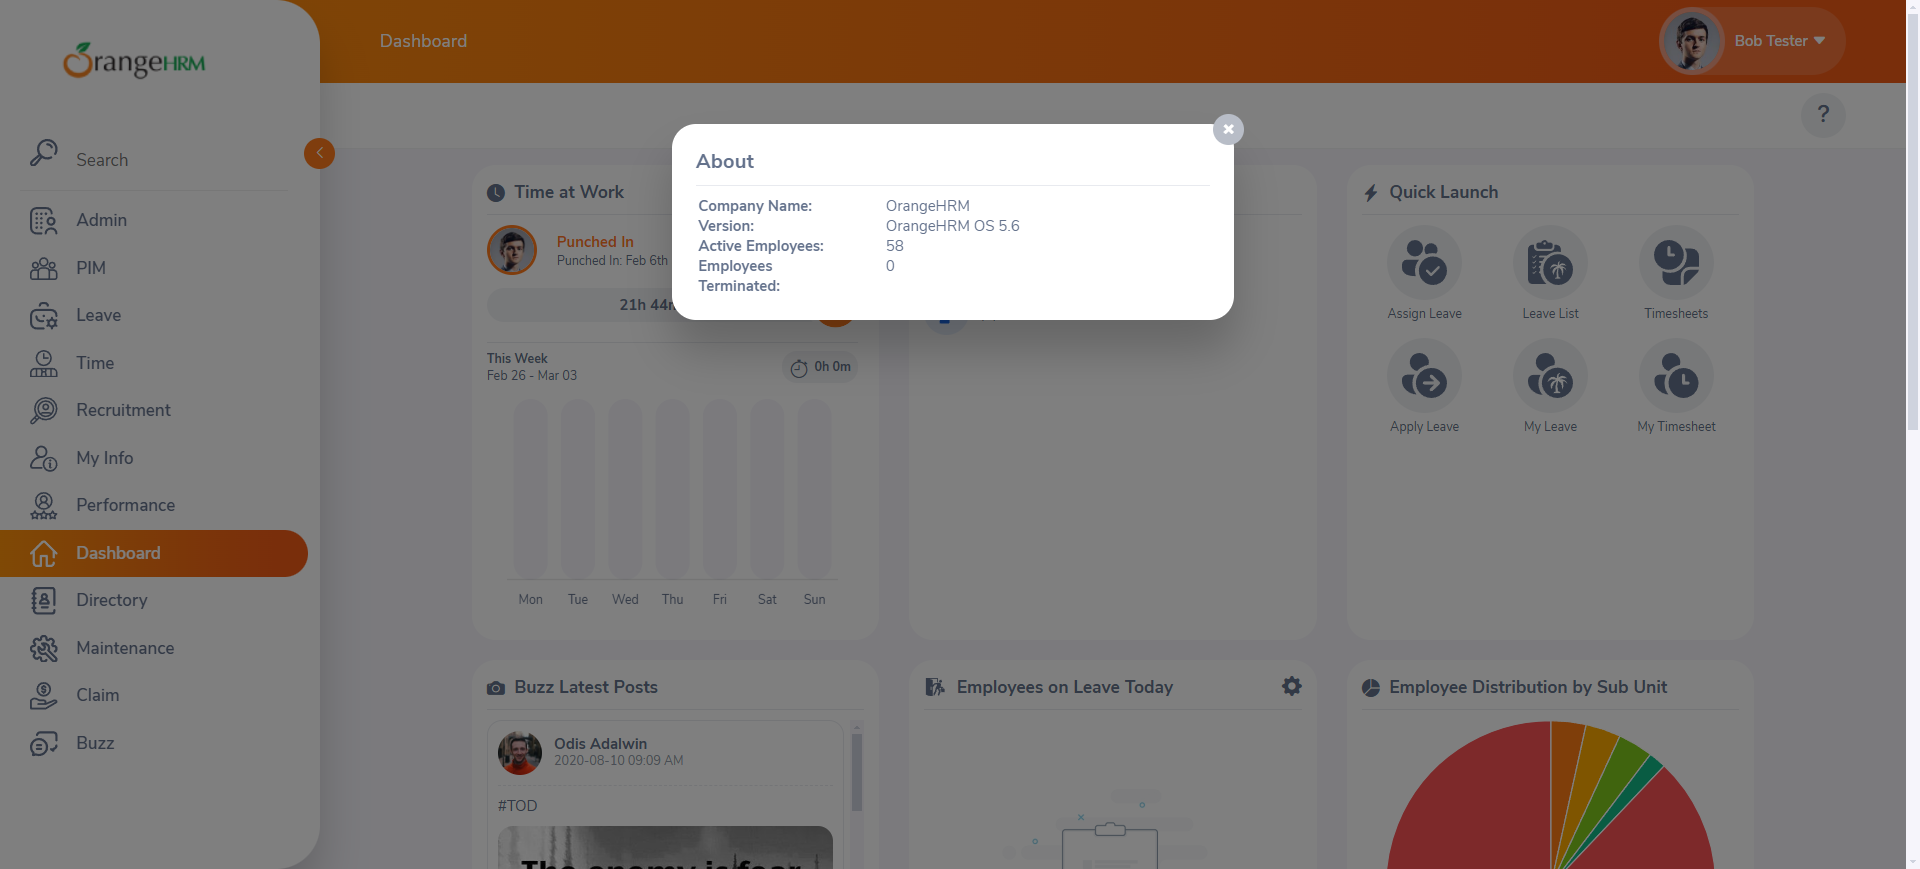 OrangeHRM
Search
Admin
PIM
Leave
Time
Recruitment
My Info
Performance
Dashboard
Directory
Maintenance
Claim
Buzz
Dashboard
Bob Tester
?
About
Company Name: OrangeHRM
Version: OrangeHRM OS 5.6
Active Employees: 58
Employees 0
Terminated:
Time at Work
Punched In
Punched In: Feb 6th
21h 44
This Week
Feb 26 - Mar 03
0h 0m
Mon Tue Wed Thu Fri Sat Sun
Quick Launch
Assign Leave Leave List Timesheets
Apply Leave My Leave My Timesheet
Buzz Latest Posts
Odis Adalwin
2020-08-10 09:09 AM
#TOD
The enemy is fear
Employees on Leave Today
Employee Distribution by Sub Unit